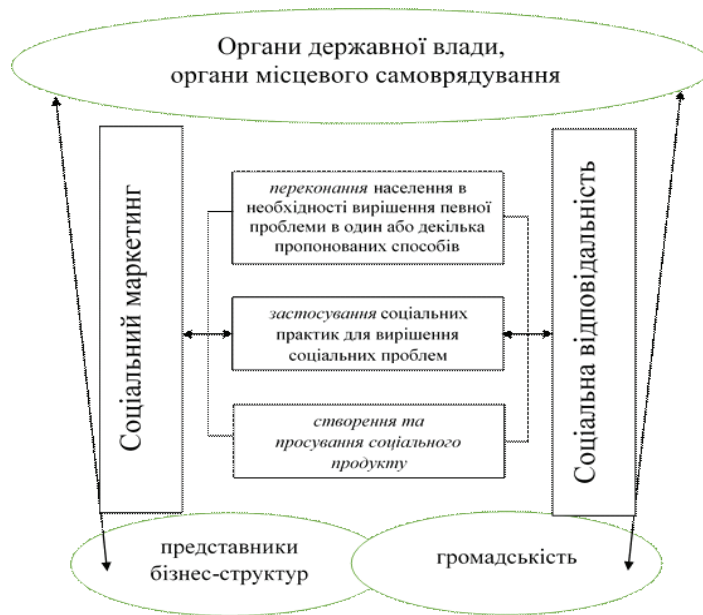 Органи державної влади,
органи місцевого самоврядування
Соціальний маркетинг
переконання населення в
необхідності вирішення певної
проблеми в один або декілька
пропонованих способів
застосування соціальних
практик для вирішення
соціальних проблем
створення та
просування соціального
продукту
Соціальна відповідальність
представники
бізнес-структур
громадськість